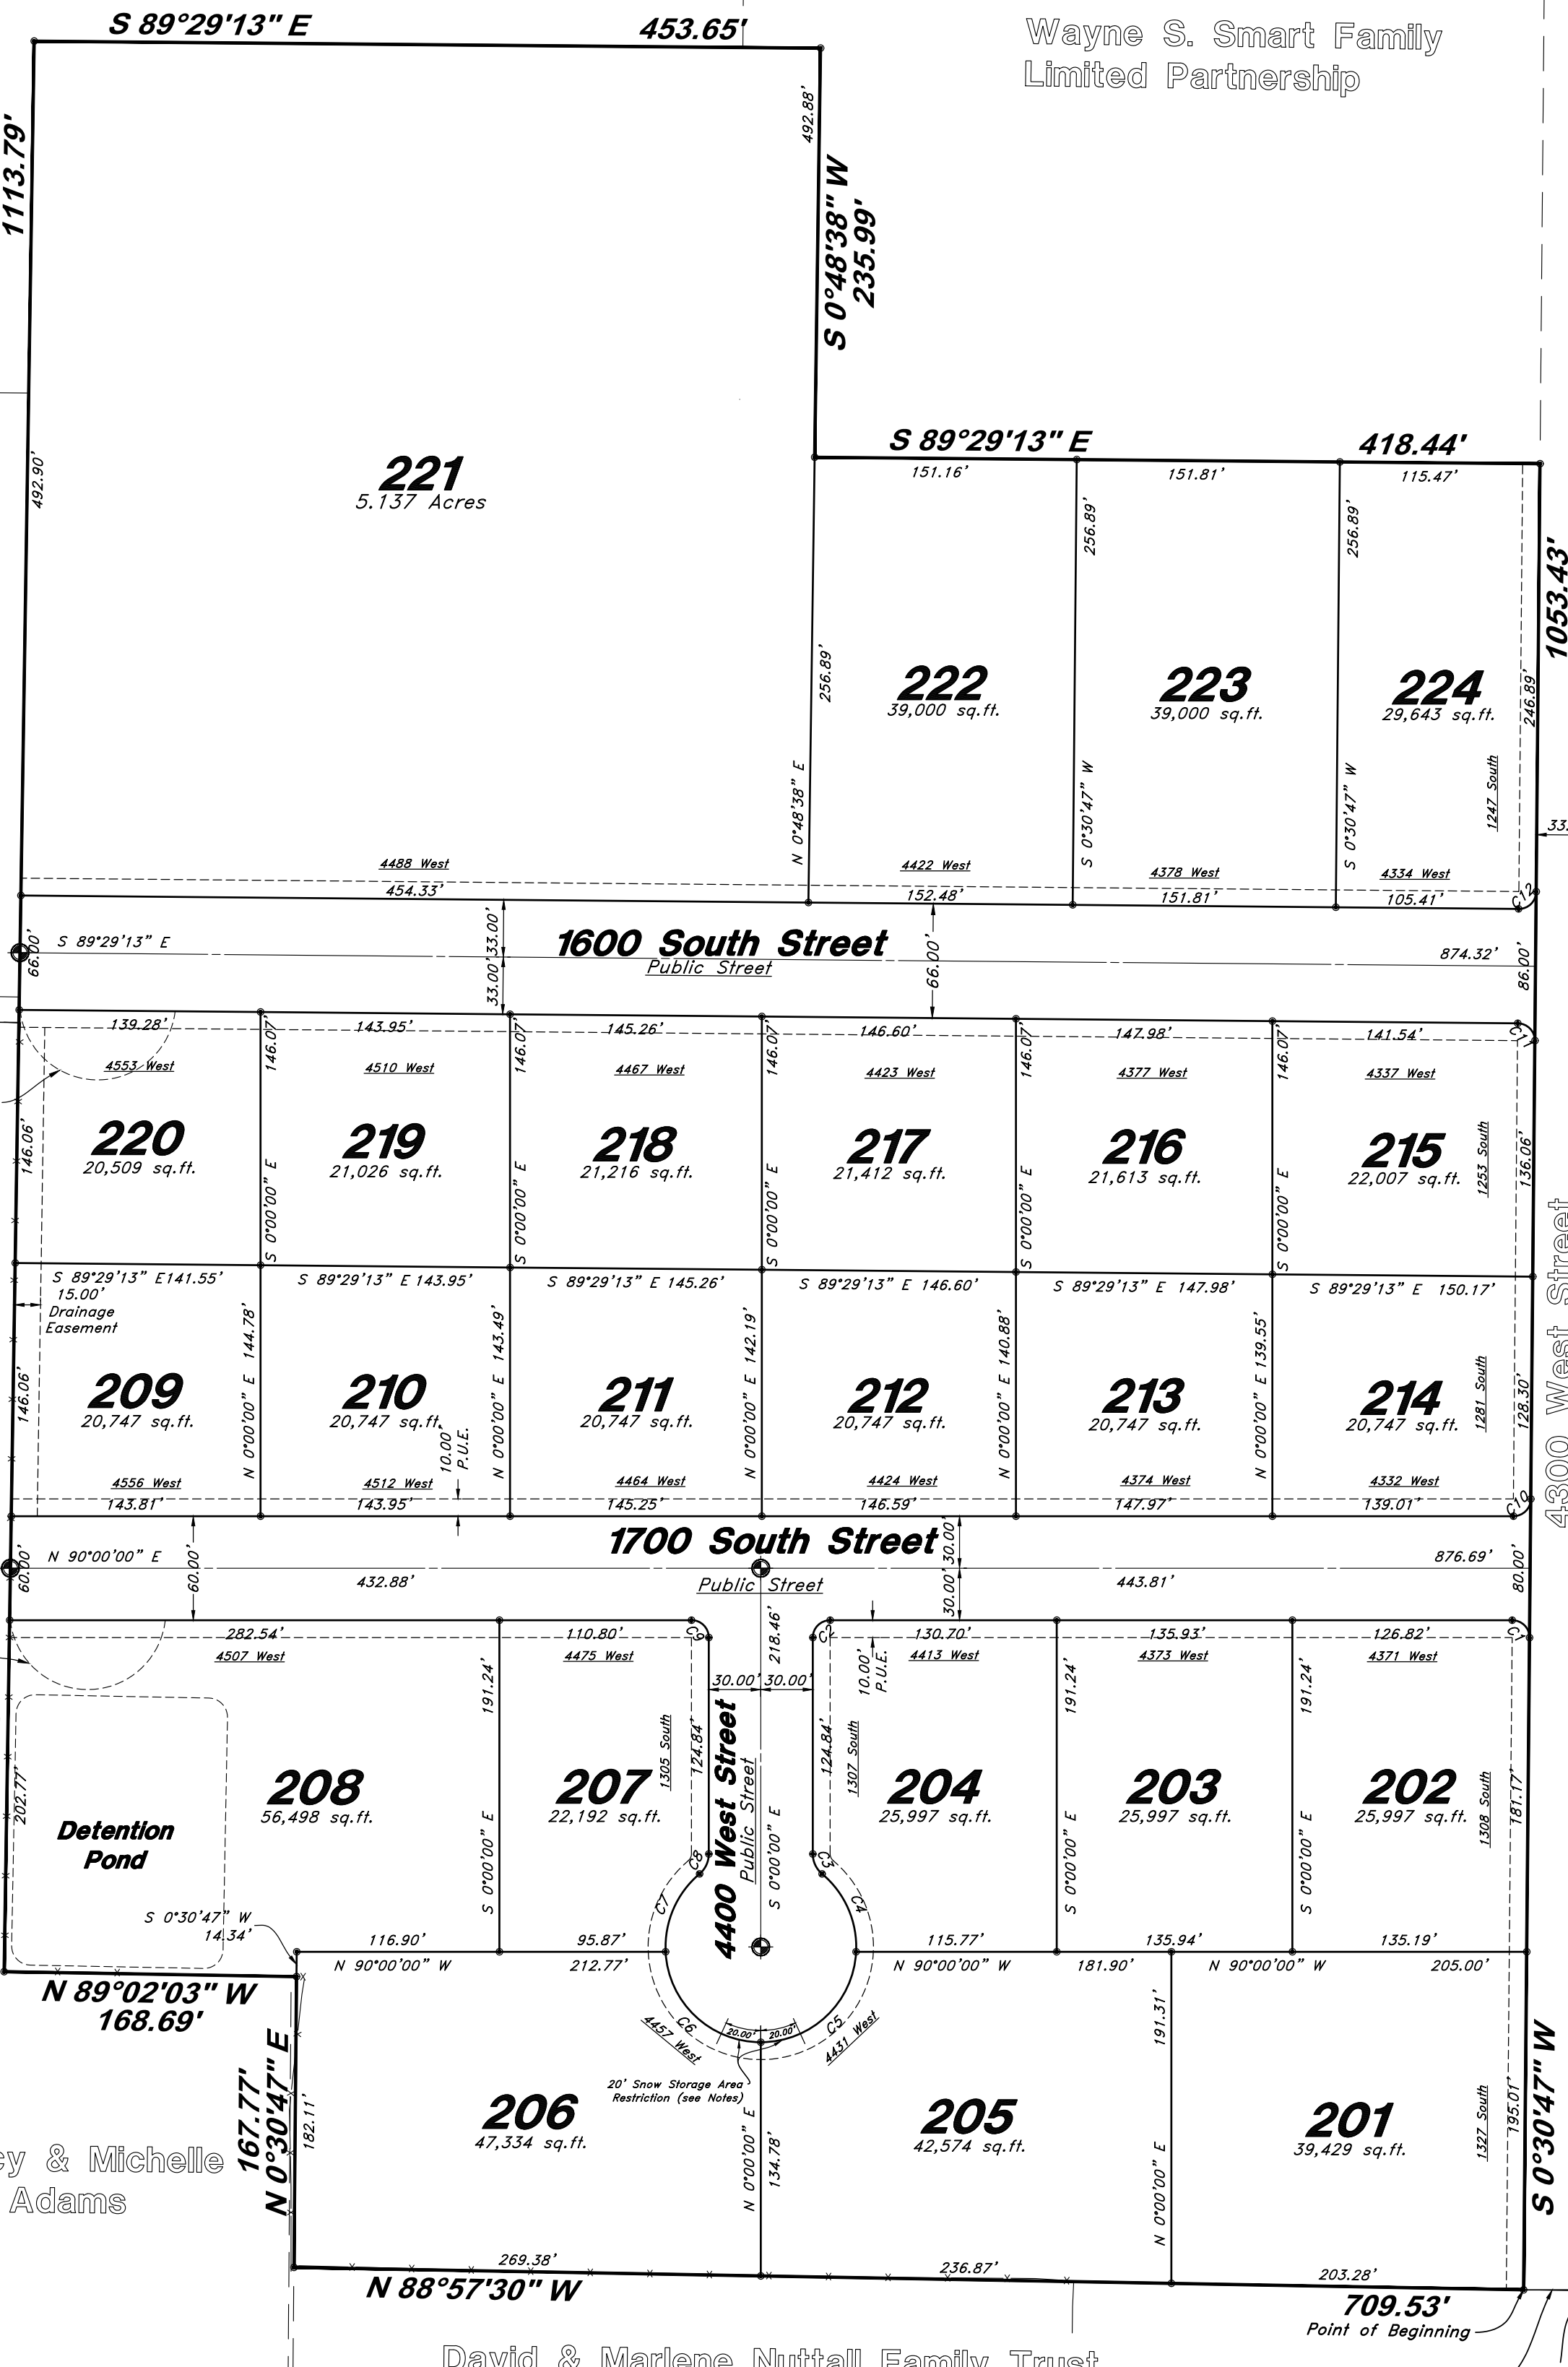 S 89°29'13" E 453.65'
Wayne S. Smart Family
Limited Partnership
1113.79'
492.88'
S 0°48'38" W
235.99'
492.90'
221
5.137 Acres
S 89°29'13" E 418.44'
151.16' 151.81' 115.47'
256.89' 256.89'
1053.43'
256.89' 246.89'
222
39,000 sq.ft.
223
39,000 sq.ft.
224
29,643 sq.ft.
1247 South
N 0°48'38" E S 0°30'47" W S 0°30'47" W
33.
4488 West 4422 West 4378 West 4334 West
454.33' 152.48' 151.81' 105.41' C12
66.00' S 89°29'13" E 33.00' 1600 South Street 874.32' 86.00'
33.00' Public Street 66.00'
139.28' 143.95' 145.26' 146.60' 147.98' 141.54'
146.07' 146.07' 146.07' 146.07' 146.07'
4553 West 4510 West 4467 West 4423 West 4377 West 4337 West
146.06' 136.06'
220
20,509 sq.ft.
219
21,026 sq.ft.
218
21,216 sq.ft.
217
21,412 sq.ft.
216
21,613 sq.ft.
215
22,007 sq.ft.
1253 South
S 0°00'00" E S 0°00'00" E S 0°00'00" E S 0°00'00" E S 0°00'00" E
S 89°29'13" E 141.55' S 89°29'13" E 143.95' S 89°29'13" E 145.26' S 89°29'13" E 146.60' S 89°29'13" E 147.98' S 89°29'13" E 150.17'
15.00'
Drainage
Easement
4300 West Street
N 0°00'00" E 144.78' N 0°00'00" E 143.49' N 0°00'00" E 142.19' N 0°00'00" E 140.88' N 0°00'00" E 139.55'
146.06' 128.30'
209
20,747 sq.ft.
210
20,747 sq.ft.
211
20,747 sq.ft.
212
20,747 sq.ft.
213
20,747 sq.ft.
214
20,747 sq.ft.
1281 South
10.00'
P.U.E.
4556 West 4512 West 4464 West 4424 West 4374 West 4332 West
143.81' 143.95' 145.25' 146.59' 147.97' 139.01' C10
60.00' N 90°00'00" E 60.00' 1700 South Street 30.00' 876.69' 80.00'
432.88' Public Street 30.00' 443.81'
282.54' 110.80' C9 218.46' C2 130.70' 135.93' 126.82' C1
4507 West 4475 West 4413 West 4373 West 4371 West
10.00'
P.U.E.
191.24' 30.00' 30.00' 191.24' 191.24'
1305 South 124.84' 124.84' 1307 South
4400 West Street
Public Street
S 0°00'00" E
208
56,498 sq.ft.
207
22,192 sq.ft.
204
25,997 sq.ft.
203
25,997 sq.ft.
202
25,997 sq.ft.
1308 South 181.17'
202.77'
Detention
Pond
S 0°00'00" E S 0°00'00" E S 0°00'00" E
C8 C3
C7 C4
S 0°30'47" W
14.34'
116.90' 95.87' 115.77' 135.94' 135.19'
N 90°00'00" W 212.77' N 90°00'00" W 181.90' N 90°00'00" W 205.00'
N 89°02'03" W
168.69'
C6 20.00' 20.00' C5
4457 West 4431 West
20' Snow Storage Area
Restriction (see Notes)
167.77'
N 0°30'47" E
182.11'
191.31'
N 0°00'00" E
134.78'
N 0°00'00" E
206
47,334 sq.ft.
205
42,574 sq.ft.
201
39,429 sq.ft.
1327 South 195.01'
S 0°30'47" W
cy & Michelle
Adams
269.38' 236.87' 203.28'
N 88°57'30" W 709.53'
Point of Beginning
David & Marlene Nuttall Family Trust